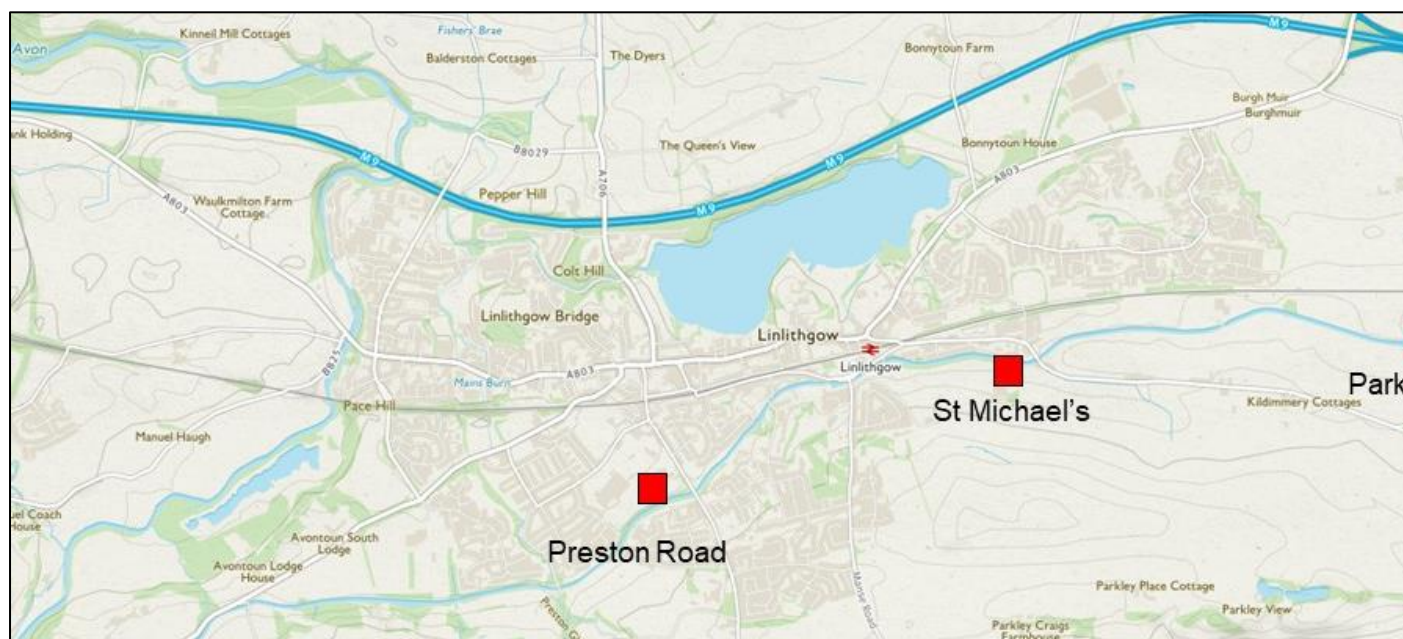 Kinneil Mill Cottages
Fishers' Brae
Avon
Balderston Cottages
The Dyers
Bonnytoun Farm
M9
Burgh Muir
Burghmuir
ank Holding
M9
B8029
A706
The Queen's View
M9
Bonnytoun House
A803
A803
Waulkmilton Farm
Cottage
Pepper Hill
M9
Colt Hill
Linlithgow Bridge
Linlithgow
Linlithgow
B825
Mains Burn
A803
St Michael's
Park
Kildimmery Cottages
Pace Hill
Manuel Haugh
uel Coach
House
Preston Road
Avontoun South
Lodge
Avontoun Lodge
House
Manse Road
Parkley Place Cottage
Parkley View
Parkley Craigs
Farmhouse